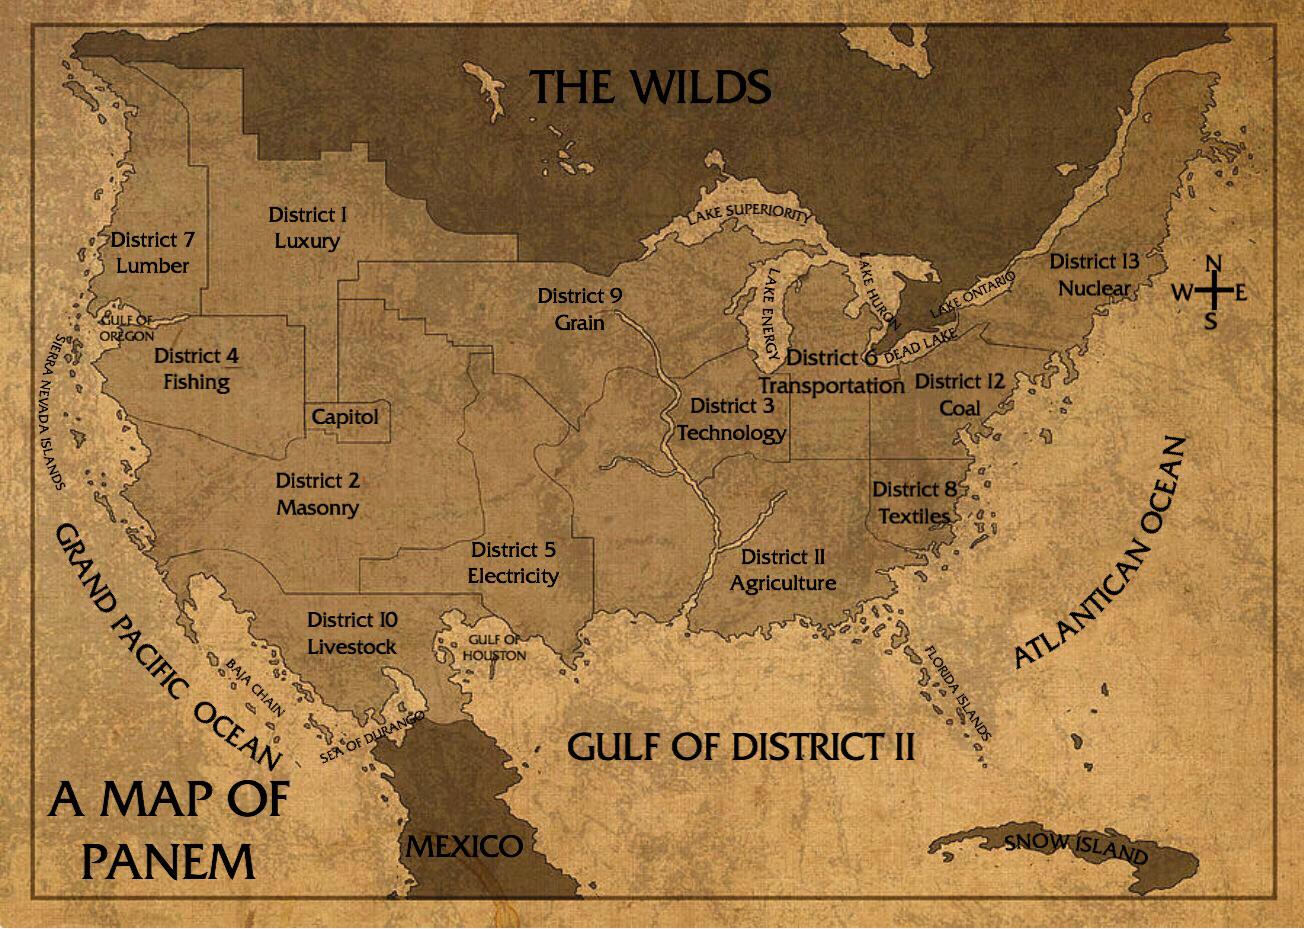 THE WILDS
District 1
Luxury
LAKE SUPERIORITY
District 7
Lumber
District 13
Nuclear
N
W E
S
LAKE HURON
LAKE ONTARIO
LAKE ENERGY
District 9
Grain
GULF OF
OREGON
District 4
Fishing
District 6
Transportation
DEAD LAKE
District 12
Coal
SIERRA NEVADA ISLANDS
Capitol
District 3
Technology
District 2
Masonry
District 8
Textiles
ATLANTICAN OCEAN
GRAND PACIFIC OCEAN
District 5
Electricity
District 11
Agriculture
District 10
Livestock
GULF OF
HOUSTON
BAJA CHAIN
FLORIDA ISLANDS
SEA OF DURANGO
GULF OF DISTRICT 11
A MAP OF
PANEM
MEXICO
SNOW ISLAND